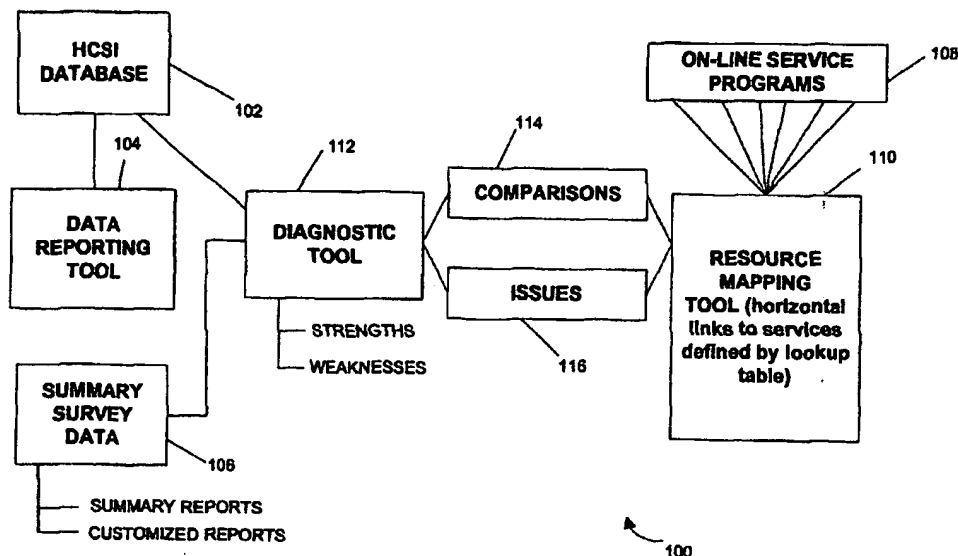 HCSI
DATABASE
102
104
DATA
REPORTING
TOOL
SUMMARY
SURVEY
DATA
106
SUMMARY REPORTS
CUSTOMIZED REPORTS
112
DIAGNOSTIC
TOOL
STRENGTHS
WEAKNESSES
114
COMPARISONS
ISSUES
116
ON-LINE SERVICE
PROGRAMS
108
110
RESOURCE
MAPPING
TOOL (horizontal
links to services
defined by lookup
table)
100